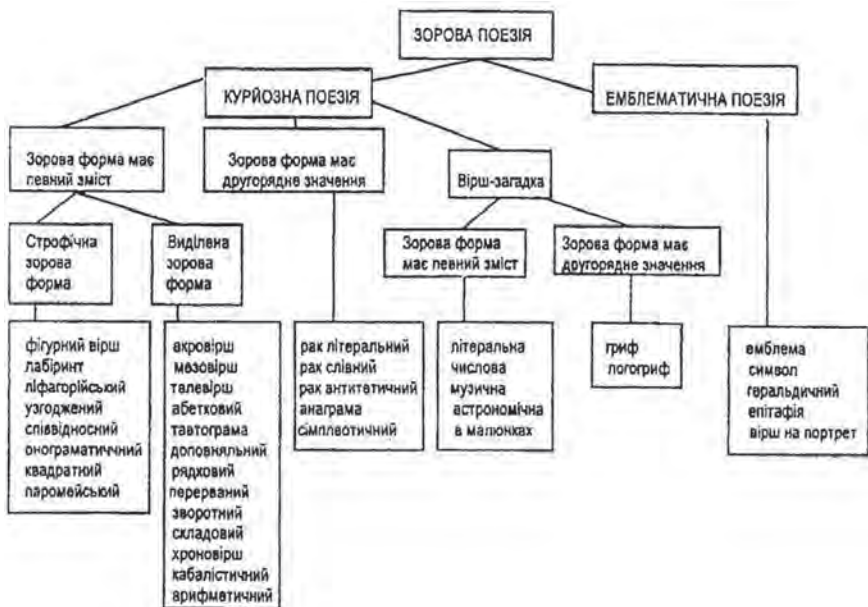 ЗОРОВА ПОЕЗІЯ
КУРЙОЗНА ПОЕЗІЯ
ЕМБЛЕМАТИЧНА ПОЕЗІЯ
Зорова форма має
певний зміст
Зорова форма має
другорядне значення
Вірш-загадка
Строфічна
зорова
форма
Виділена
зорова
форма
Зорова форма
має певний зміст
Зорова форма має
другорядне значення
фігурний вірш
лабіринт
піфагорійський
узгоджений
співвідносний
онограматиччний
квадратний
паромейський
акровірш
мезовірш
телевірш
абетковий
тавтограма
доповняльний
рядковий
перерваний
зворотний
складовий
хроновірш
кабалістичний
арифметичний
рак літеральний
рак слівний
рак антитетичний
анаграма
сімплвотичний
літеральна
числова
музична
астрономічна
в малюнках
гриф
логогриф
емблема
символ
геральдичний
епітафія
вірш на портрет